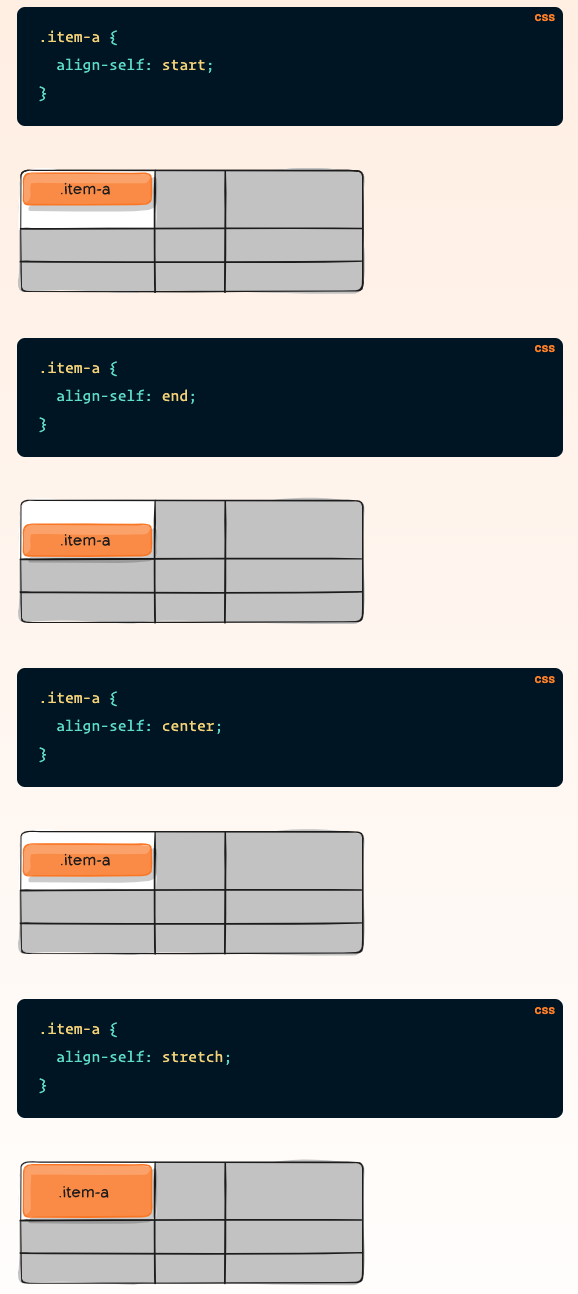 css
.item-a {
  align-self: start;
}
.item-a
css
.item-a {
  align-self: end;
}
.item-a
css
.item-a {
  align-self: center;
}
.item-a
css
.item-a {
  align-self: stretch;
}
.item-a